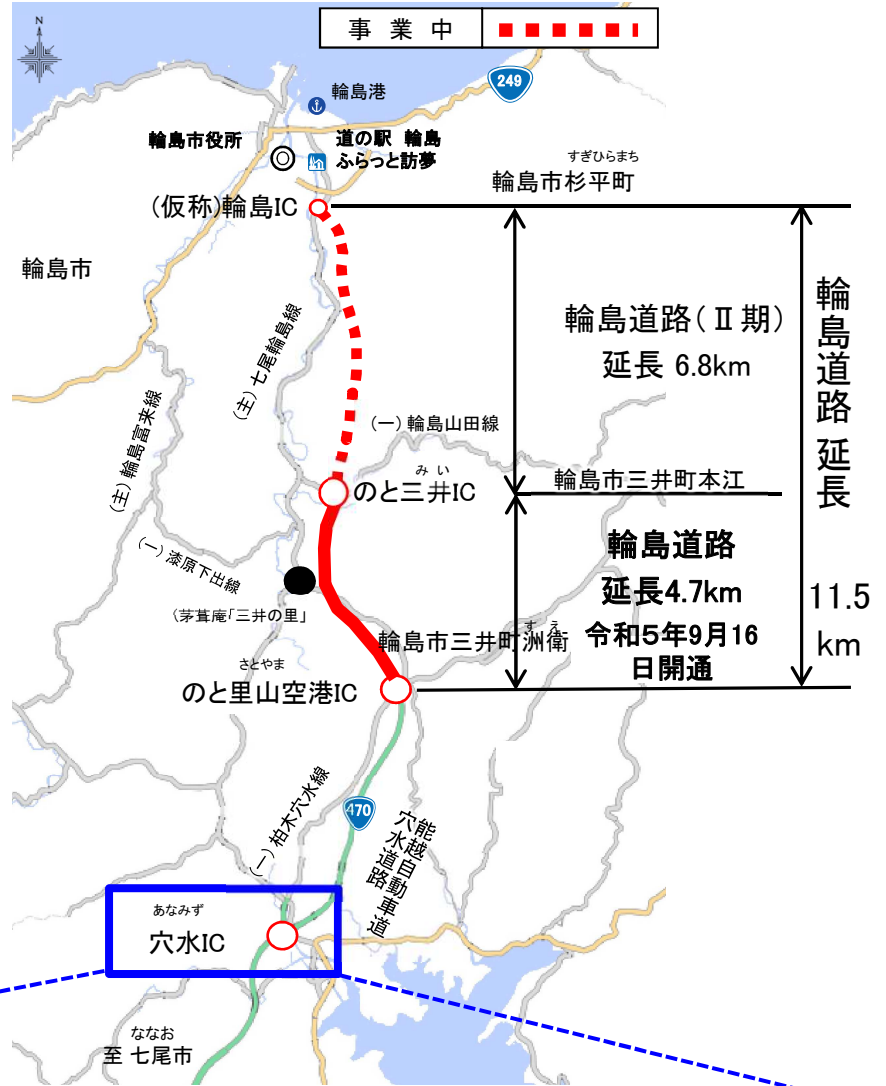 事業中
N
249
輪島港
輪島市役所
道の駅 輪島
ふらっと訪夢
すぎひらまち
輪島市杉平町
(仮称)輪島IC
輪島市
(主)七尾輪島線
輪島道路(Ⅱ期)
延長 6.8km
輪島道路 延長
11.5
km
(主)輪島富来線
(一)輪島山田線
みい
のと三井IC
輪島市三井町本江
(一)漆原下出線
輪島道路
延長4.7km
令和5年9月16
日開通
(茅葺庵「三井の里」
すえ
輪島市三井町洲衛
さとやま
のと里山空港IC
(一)柏木穴水線
470
能越自動車道
穴水道路
あなみず
穴水IC
ななお
至 七尾市